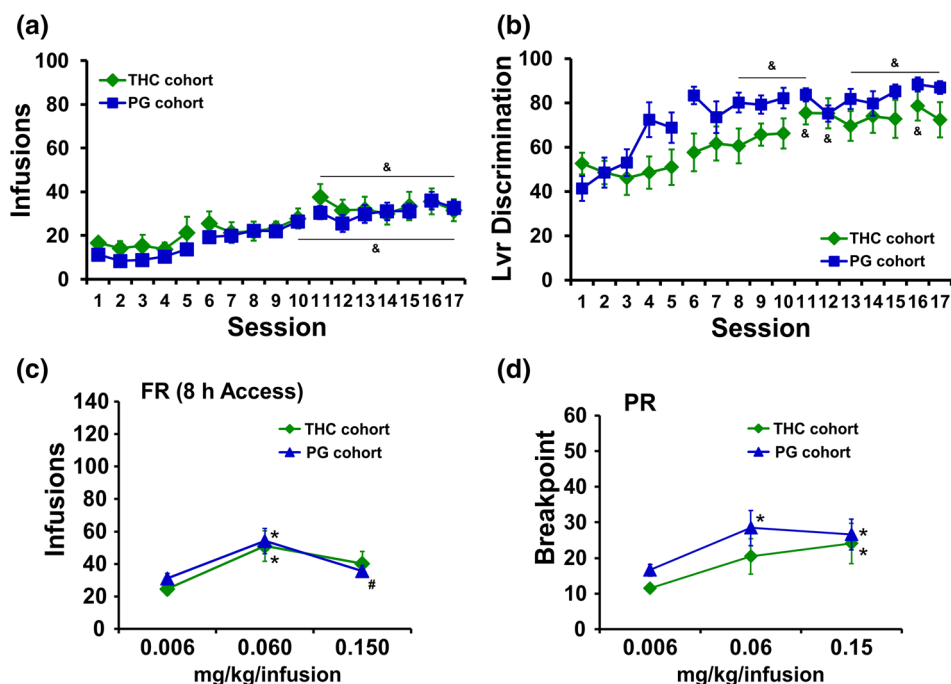 (a)
100
80
60
40
20
0
Infusions
THC cohort
PG cohort
&
&
1 2 3 4 5 6 7 8 9 10 11 12 13 14 15 16 17
Session
(b)
100
80
60
40
20
0
Lvr Discrimination
&
&
& & &
THC cohort
PG cohort
1 2 3 4 5 6 7 8 9 10 11 12 13 14 15 16 17
Session
(c)
FR (8 h Access)
140
120
100
80
60
40
20
0
Infusions
THC cohort
PG cohort
*
*
#
0.006 0.060 0.150
mg/kg/infusion
(d)
PR
60
50
40
30
20
10
0
Breakpoint
THC cohort
PG cohort
*
*
*
0.006 0.06 0.15
mg/kg/infusion